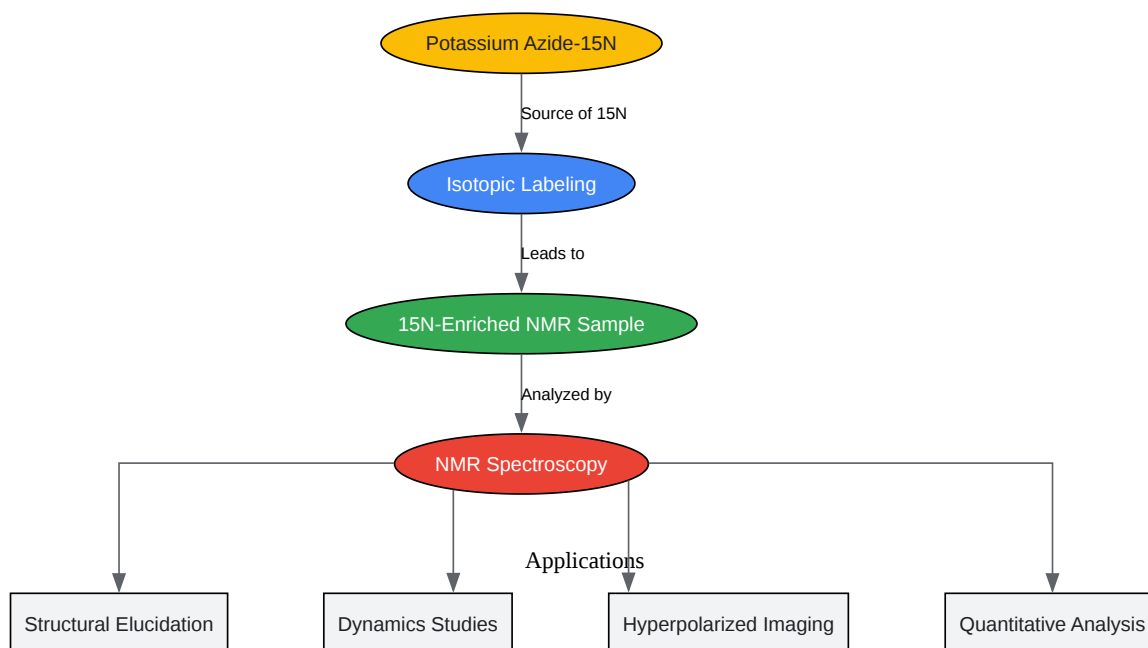 Potassium Azide-15N
Source of 15N
Isotopic Labeling
Leads to
15N-Enriched NMR Sample
Analyzed by
NMR Spectroscopy
Applications
Structural Elucidation
Dynamics Studies
Hyperpolarized Imaging
Quantitative Analysis